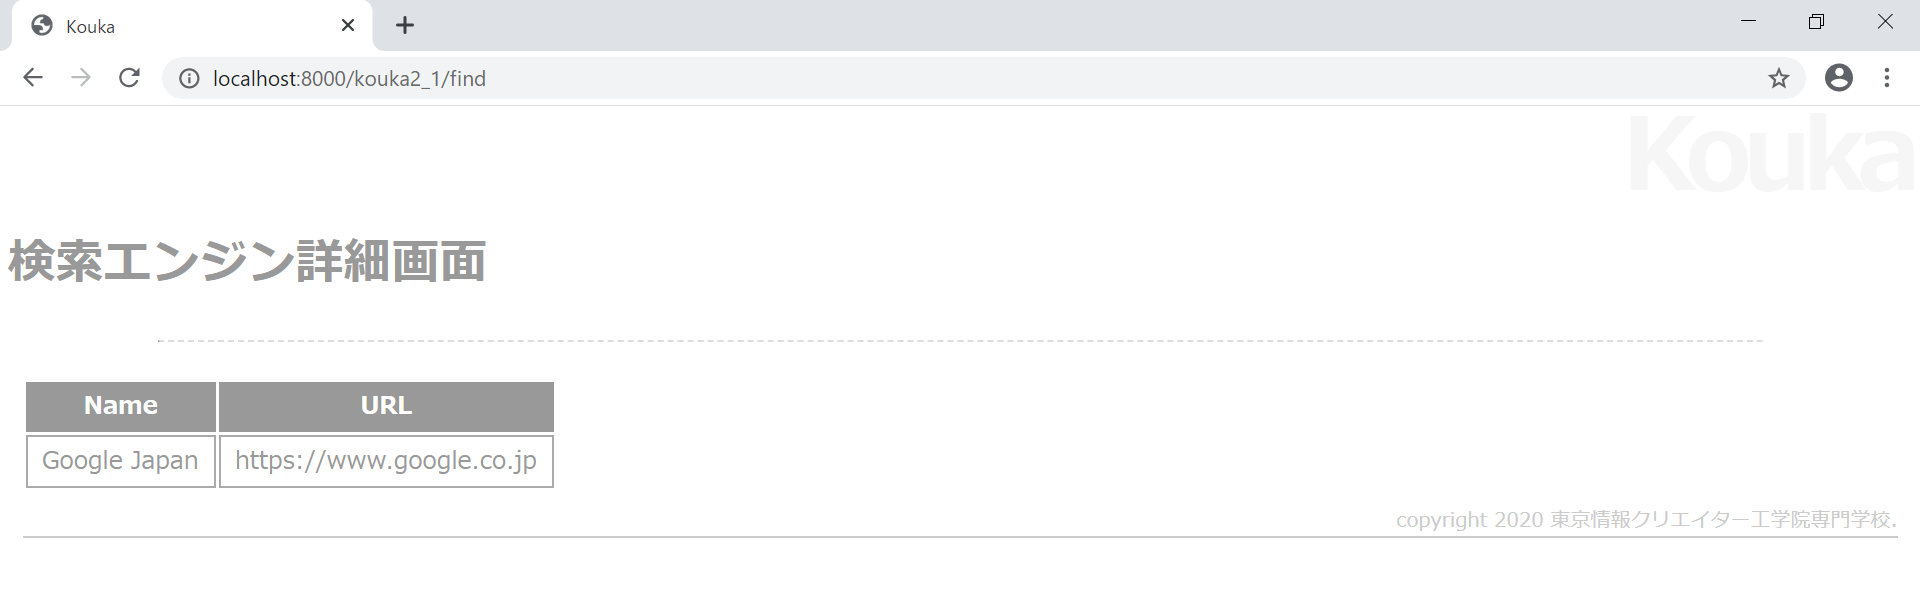 Kouka
localhost:8000/kouka2_1/find
Kouka
検索エンジン詳細画面
Name URL
Google Japan https://www.google.co.jp
copyright 2020 東京情報クリエイター工学院専門学校.